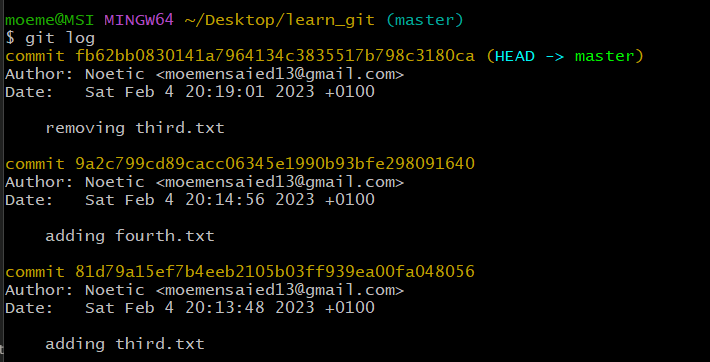 moeme@MSI MINGW64 ~/Desktop/learn_git (master)
$ git log
commit fb62bb0830141a7964134c3835517b798c3180ca (HEAD -> master)
Author: Noetic <moemensaied13@gmail.com>
Date:   Sat Feb 4 20:19:01 2023 +0100
    removing third.txt
commit 9a2c799cd89cacc06345e1990b93bfe298091640
Author: Noetic <moemensaied13@gmail.com>
Date:   Sat Feb 4 20:14:56 2023 +0100
    adding fourth.txt
commit 81d79a15ef7b4eeb2105b03ff939ea00fa048056
Author: Noetic <moemensaied13@gmail.com>
Date:   Sat Feb 4 20:13:48 2023 +0100
    adding third.txt